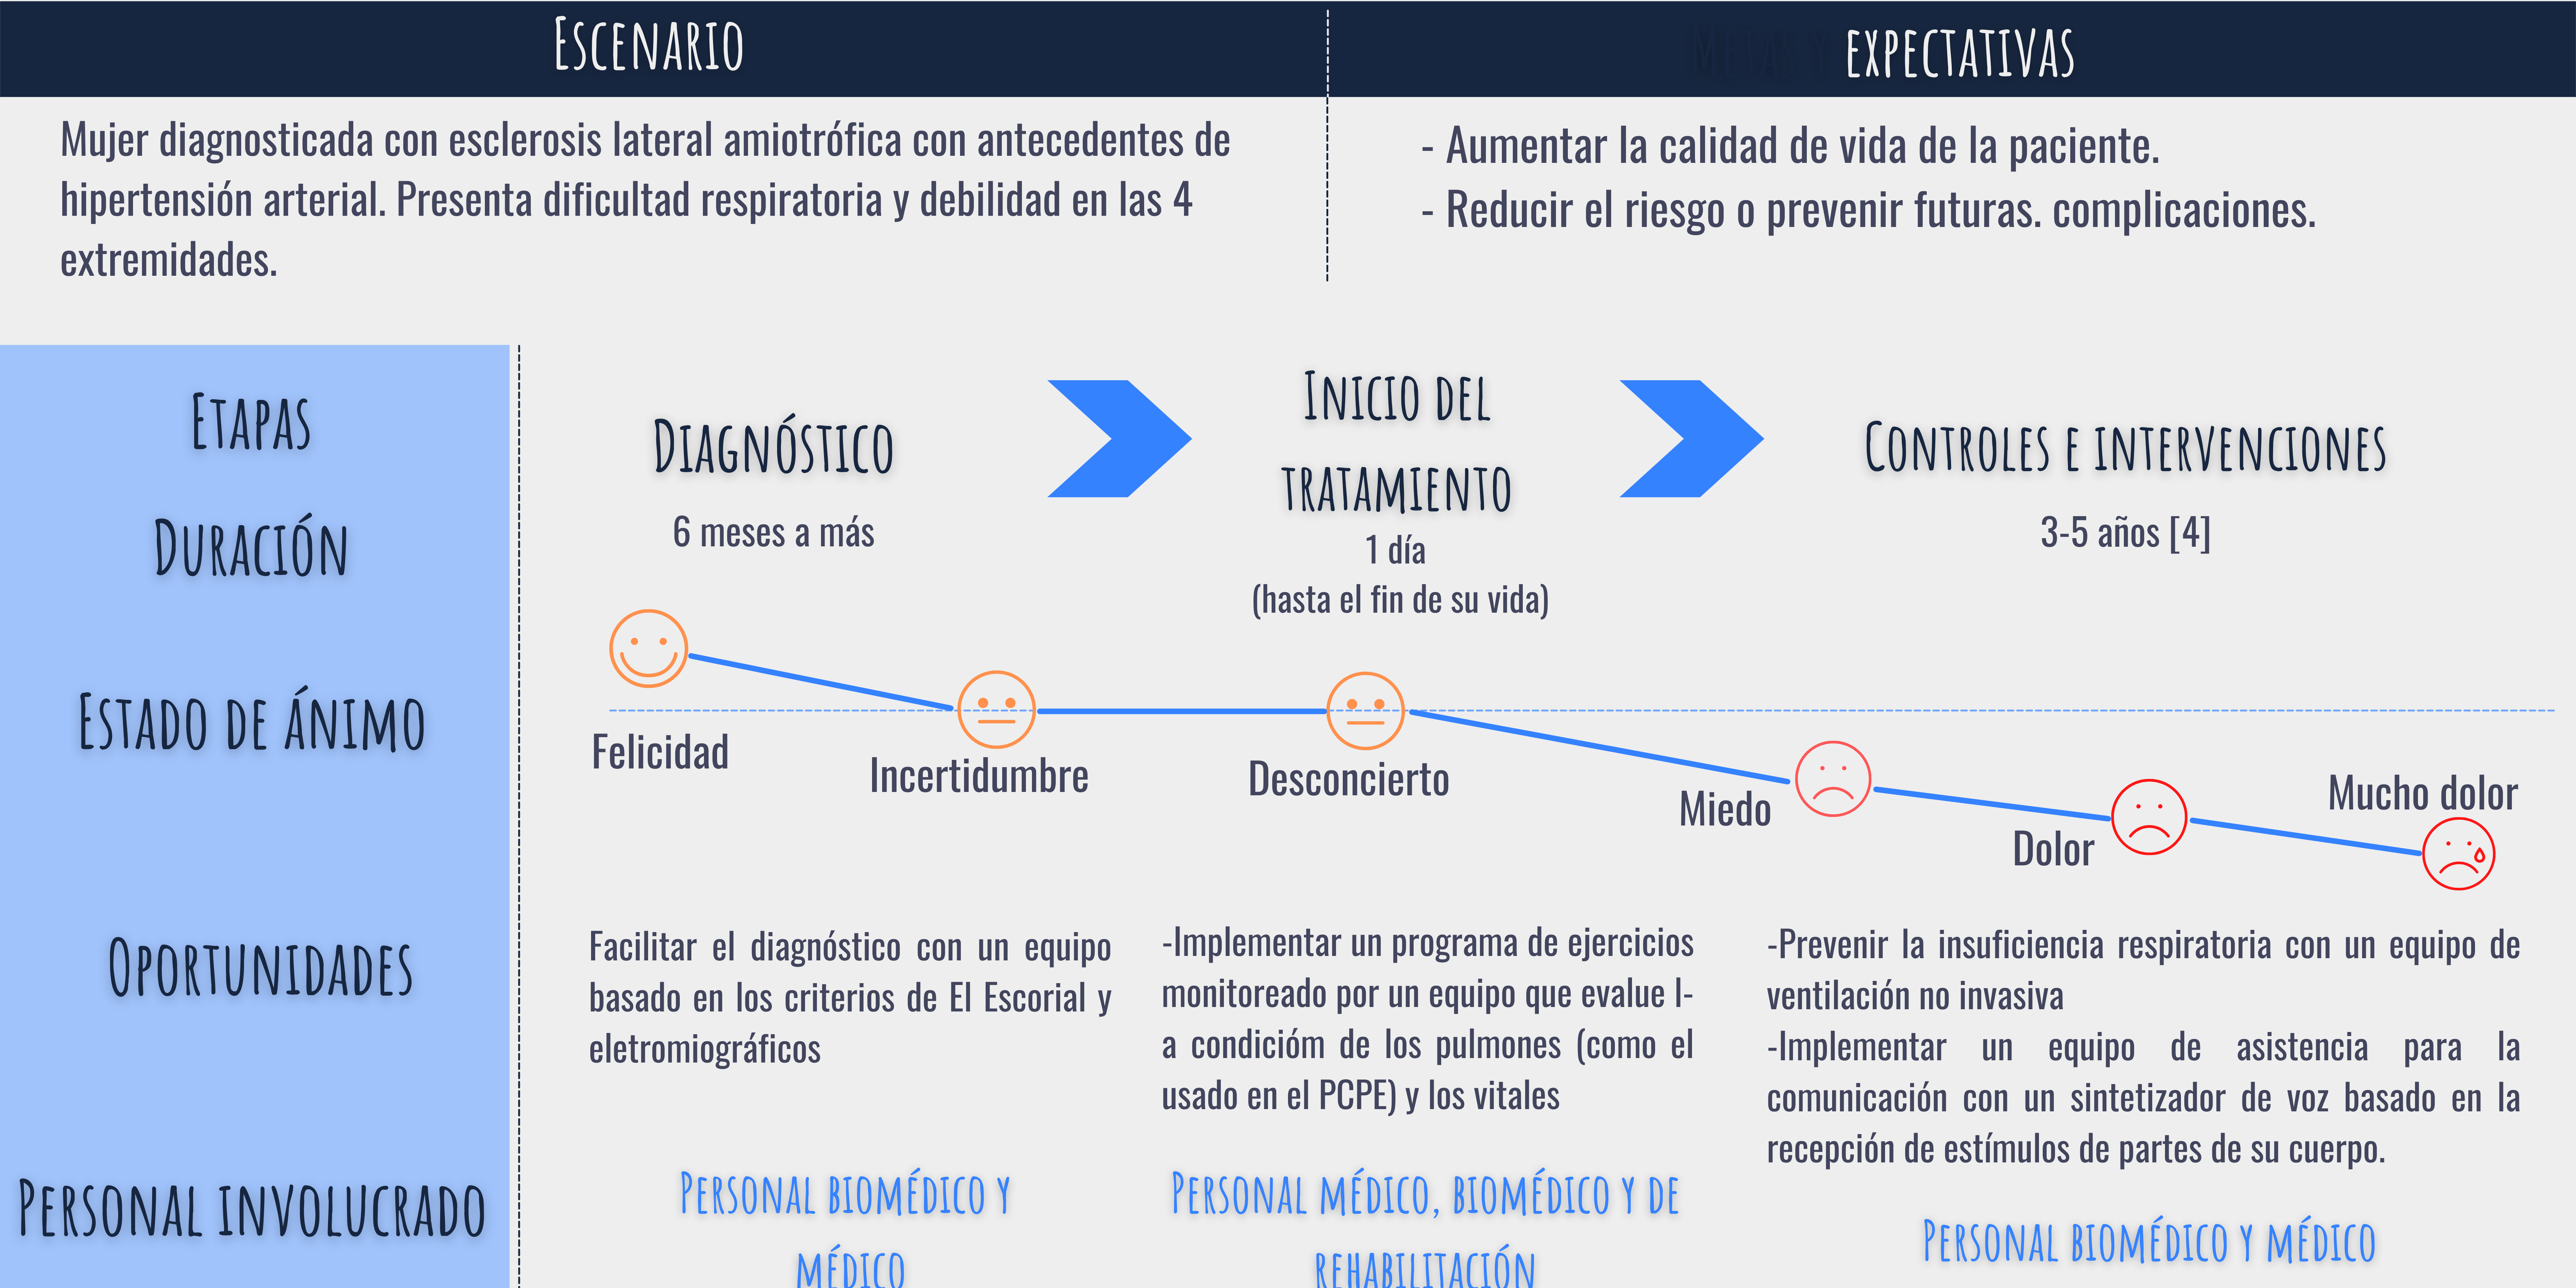 Escenario
Metas y expectativas
Mujer diagnosticada con esclerosis lateral amiotrófica con antecedentes de
hipertensión arterial. Presenta dificultad respiratoria y debilidad en las 4
extremidades.
- Aumentar la calidad de vida de la paciente.
- Reducir el riesgo o prevenir futuras. complicaciones.
Etapas
Diagnóstico
Inicio del
tratamiento
Controles e intervenciones
Duración
6 meses a más
1 día
(hasta el fin de su vida)
3-5 años [4]
Estado de ánimo
Felicidad
Incertidumbre
Desconcierto
Miedo
Dolor
Mucho dolor
Oportunidades
Facilitar el diagnóstico con un equipo
basado en los criterios de El Escorial y
eletromiográficos
-Implementar un programa de ejercicios
monitoreado por un equipo que evalue l-
a condicióm de los pulmones (como el
usado en el PCPE) y los vitales
-Prevenir la insuficiencia respiratoria con un equipo de
ventilación no invasiva
-Implementar un equipo de asistencia para la
comunicación con un sintetizador de voz basado en la
recepción de estímulos de partes de su cuerpo.
Personal involucrado
Personal biomédico y
médico
Personal médico, biomédico y de
rehabilitación
Personal biomédico y médico